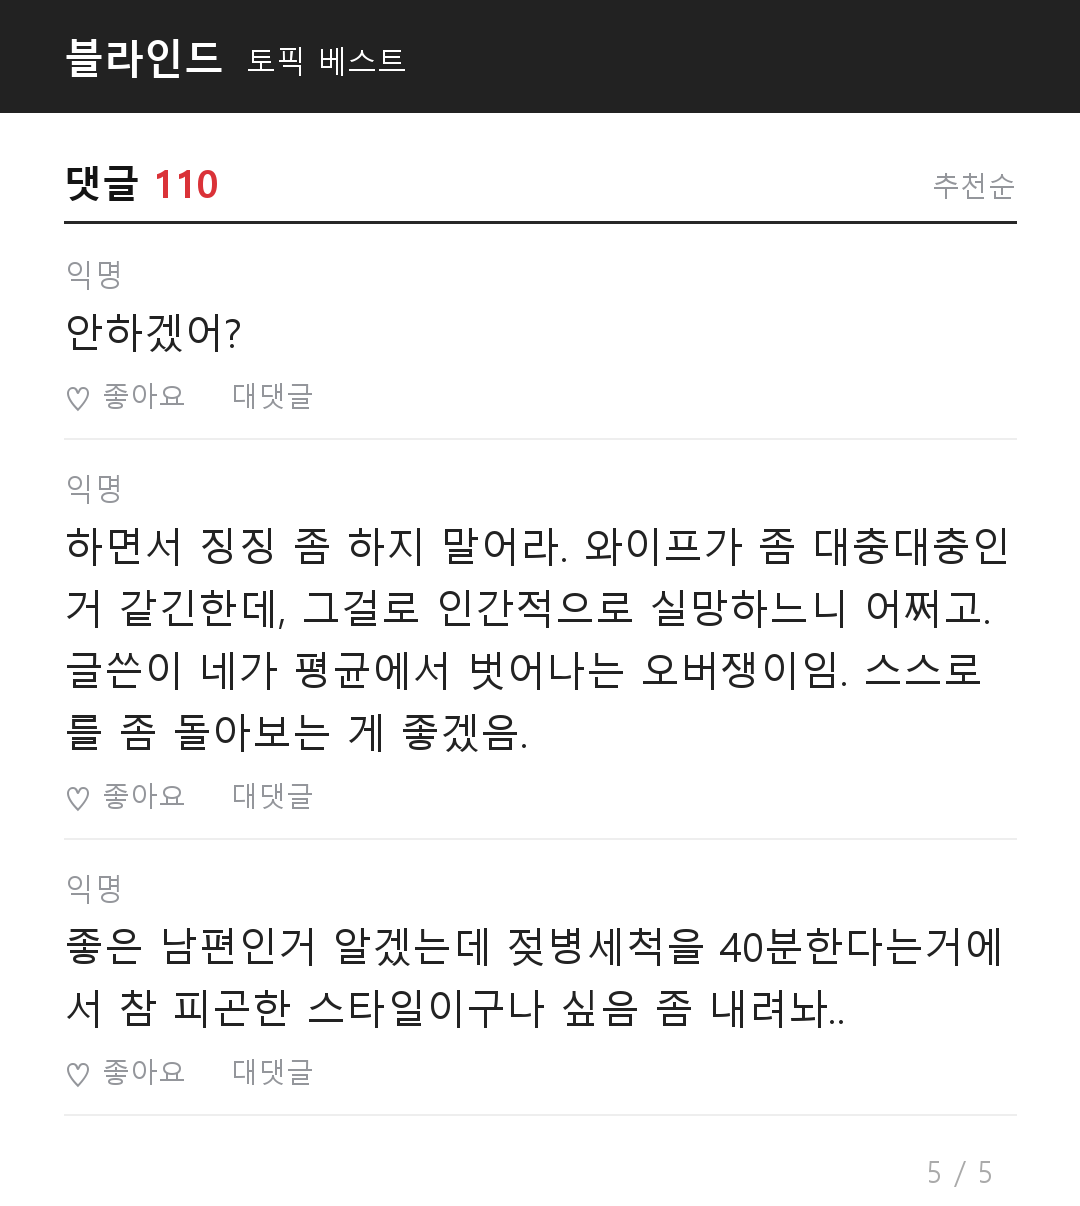 블라인드 토픽 베스트
댓글 110 추천순
익명
안하겠어?
♡ 좋아요 대댓글
익명
하면서 징징 좀 하지 말어라. 와이프가 좀 대충대충인
거 같긴한데, 그걸로 인간적으로 실망하느니 어쩌고.
글쓴이 네가 평균에서 벗어나는 오버쟁이임. 스스로
를 좀 돌아보는 게 좋겠음.
♡ 좋아요 대댓글
익명
좋은 남편인거 알겠는데 젖병세척을 40분한다는거에
서 참 피곤한 스타일이구나 싶음 좀 내려놔..
♡ 좋아요 대댓글
5 / 5